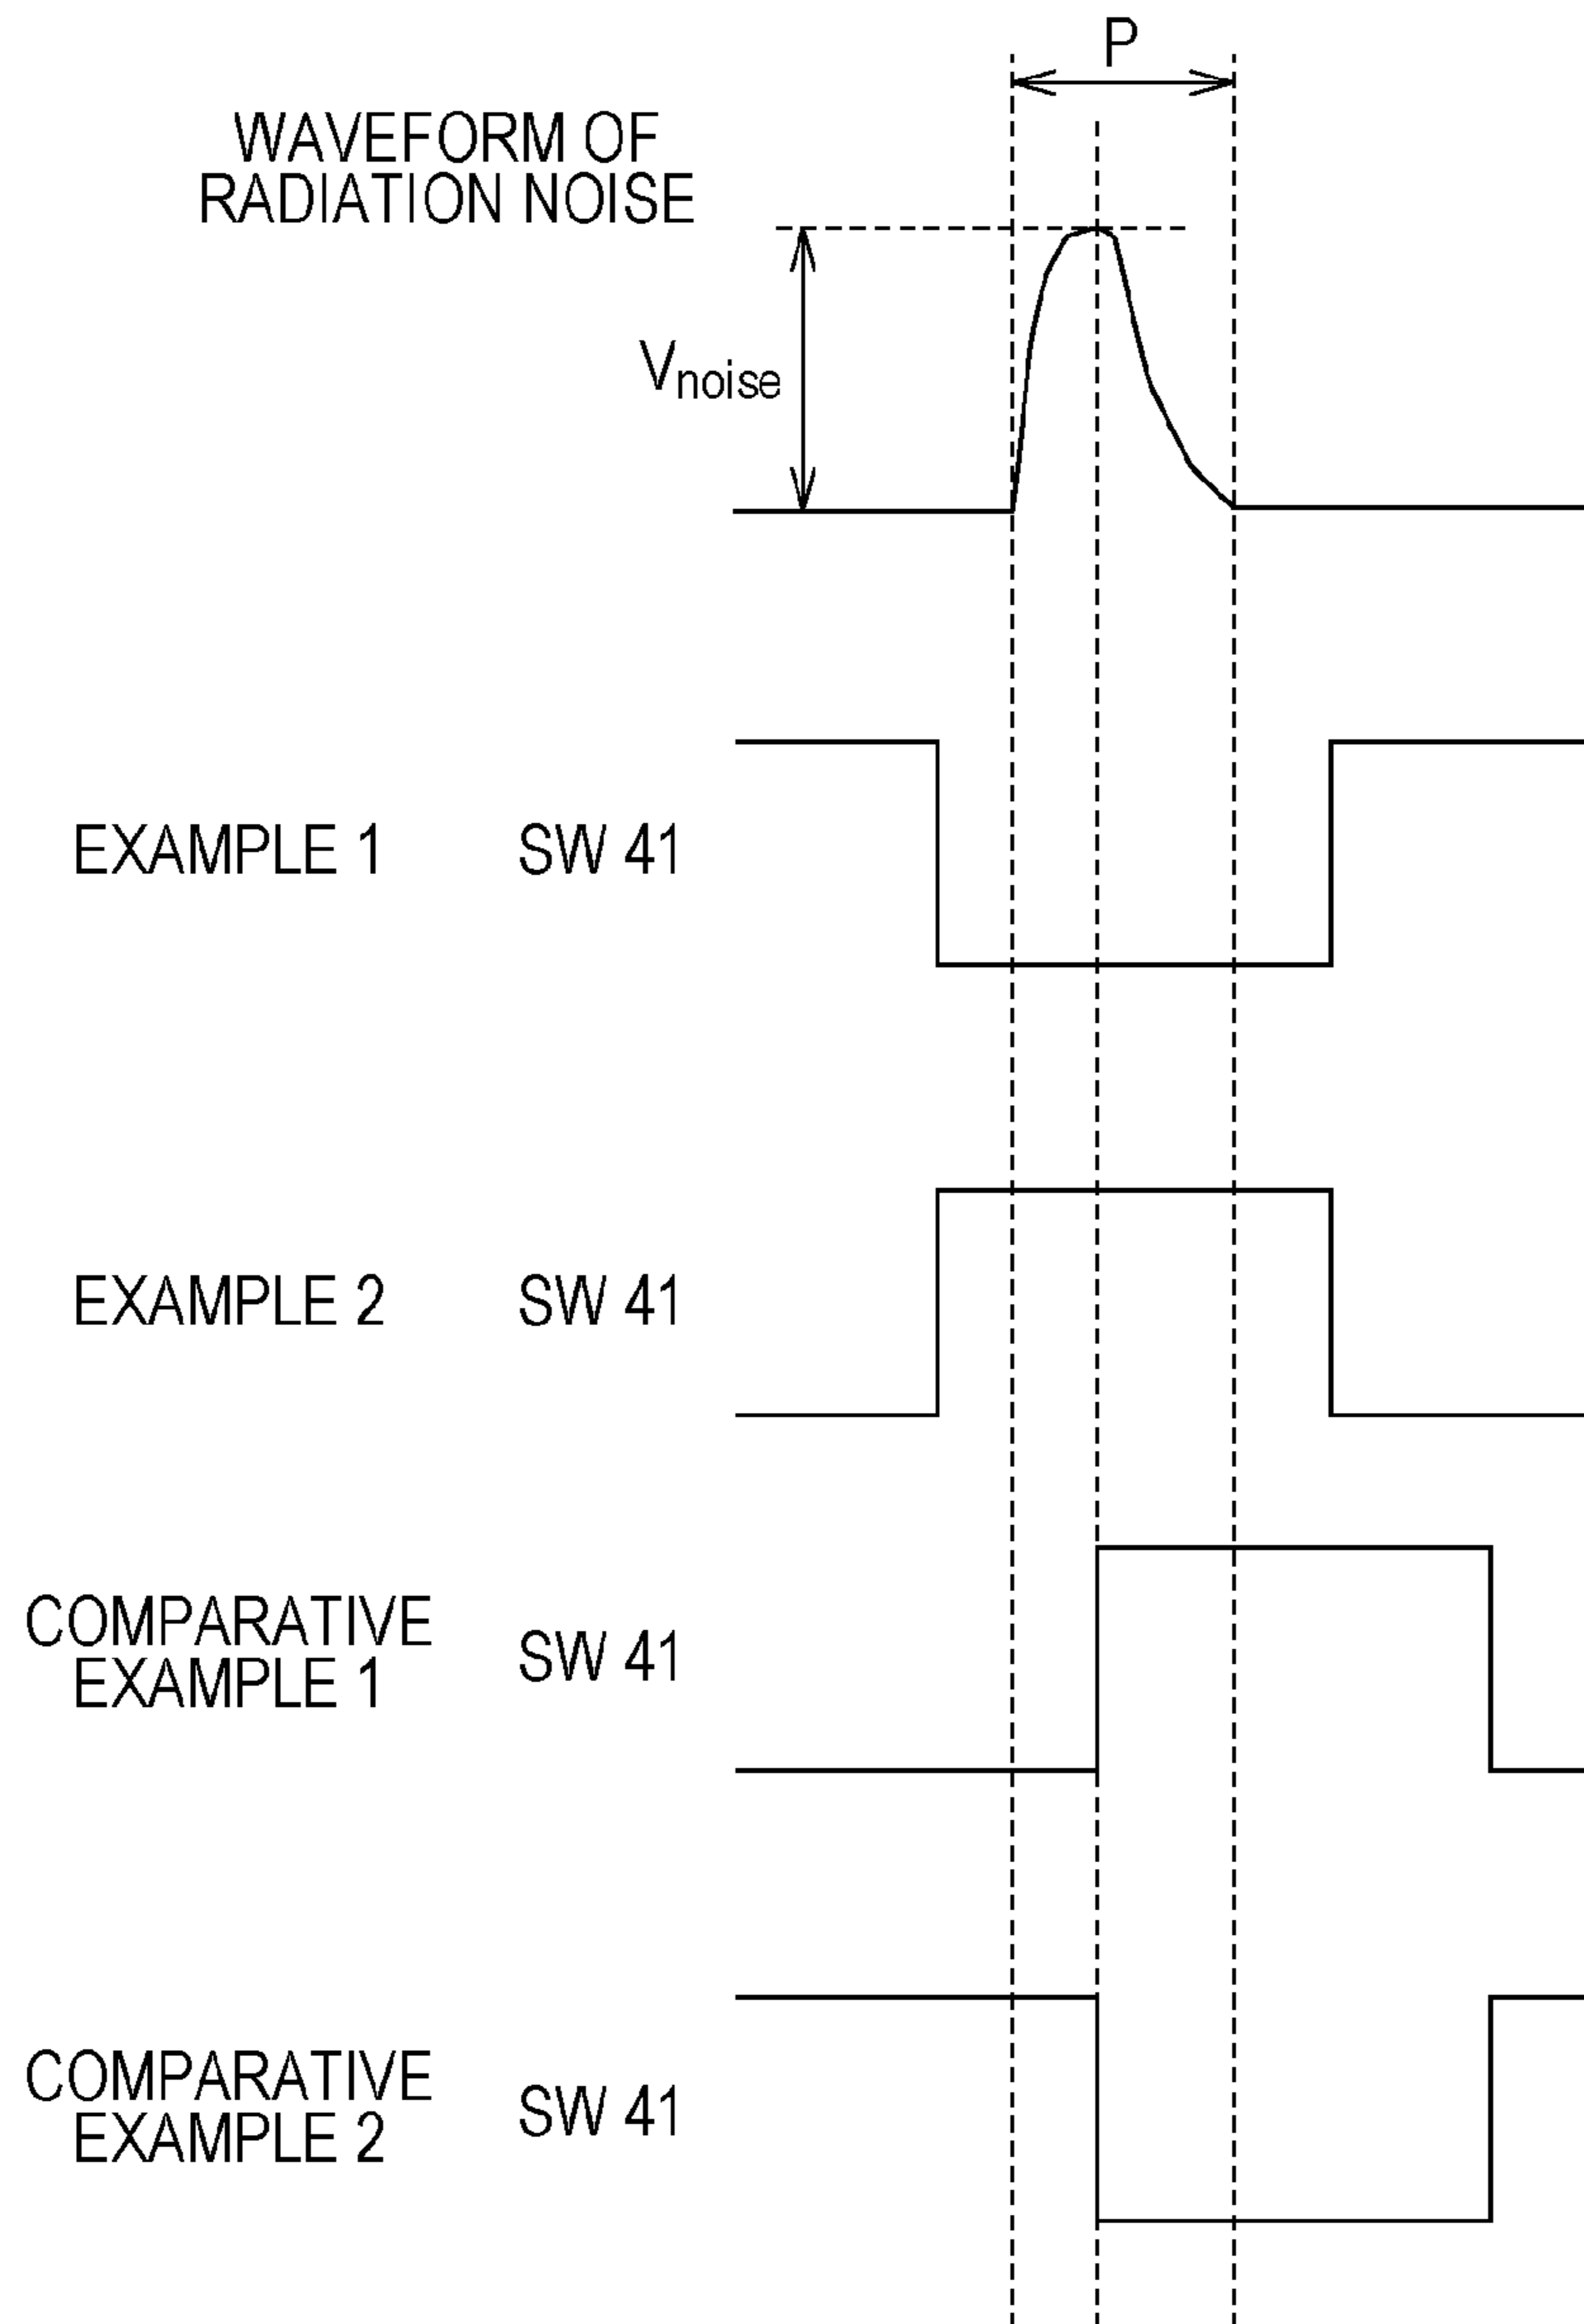 P
WAVEFORM OF
RADIATION NOISE
Vnoise
EXAMPLE 1 SW 41
EXAMPLE 2 SW 41
COMPARATIVE
EXAMPLE 1
SW 41
COMPARATIVE
EXAMPLE 2
SW 41